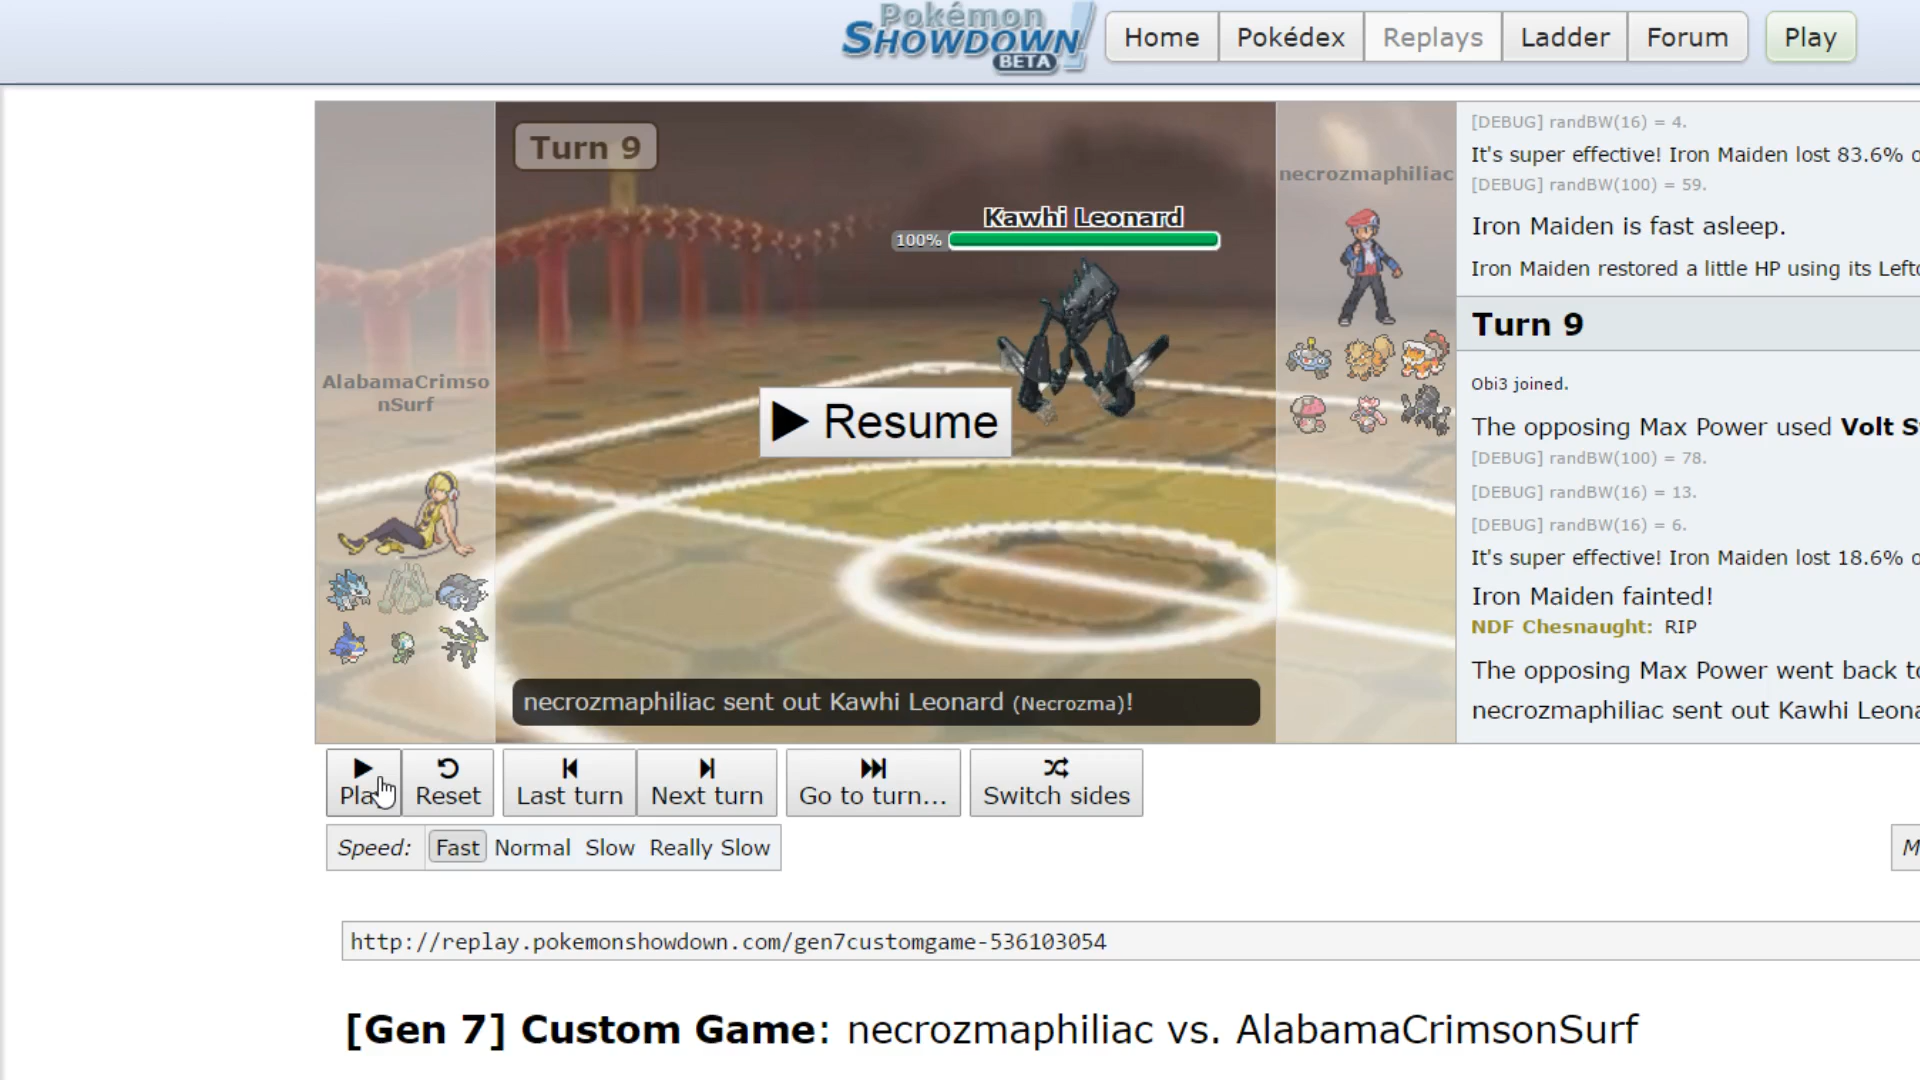 Pokémon
SHOWDOWN!
BETA
Home
Pokédex
Replays
Ladder
Forum
Play
Turn 9
Kawhi Leonard
100%
necrozmaphiliac
AlabamaCrimso
nSurf
Resume
necrozmaphiliac sent out Kawhi Leonard (Necrozma)!
[DEBUG] randBW(16) = 4.
It's super effective! Iron Maiden lost 83.6%
[DEBUG] randBW(100) = 59.
Iron Maiden is fast asleep.
Iron Maiden restored a little HP using its Left
Turn 9
Obi3 joined.
The opposing Max Power used Volt S
[DEBUG] randBW(100) = 78.
[DEBUG] randBW(16) = 13.
[DEBUG] randBW(16) = 6.
It's super effective! Iron Maiden lost 18.6%
Iron Maiden fainted!
NDF Chesnaught: RIP
The opposing Max Power went back to
necrozmaphiliac sent out Kawhi Leona
Play
Reset
Last turn
Next turn
Go to turn...
Switch sides
Speed: Fast Normal Slow Really Slow
M
http://replay.pokemonshowdown.com/gen7customgame-536103054
[Gen 7] Custom Game: necrozmaphiliac vs. AlabamaCrimsonSurf